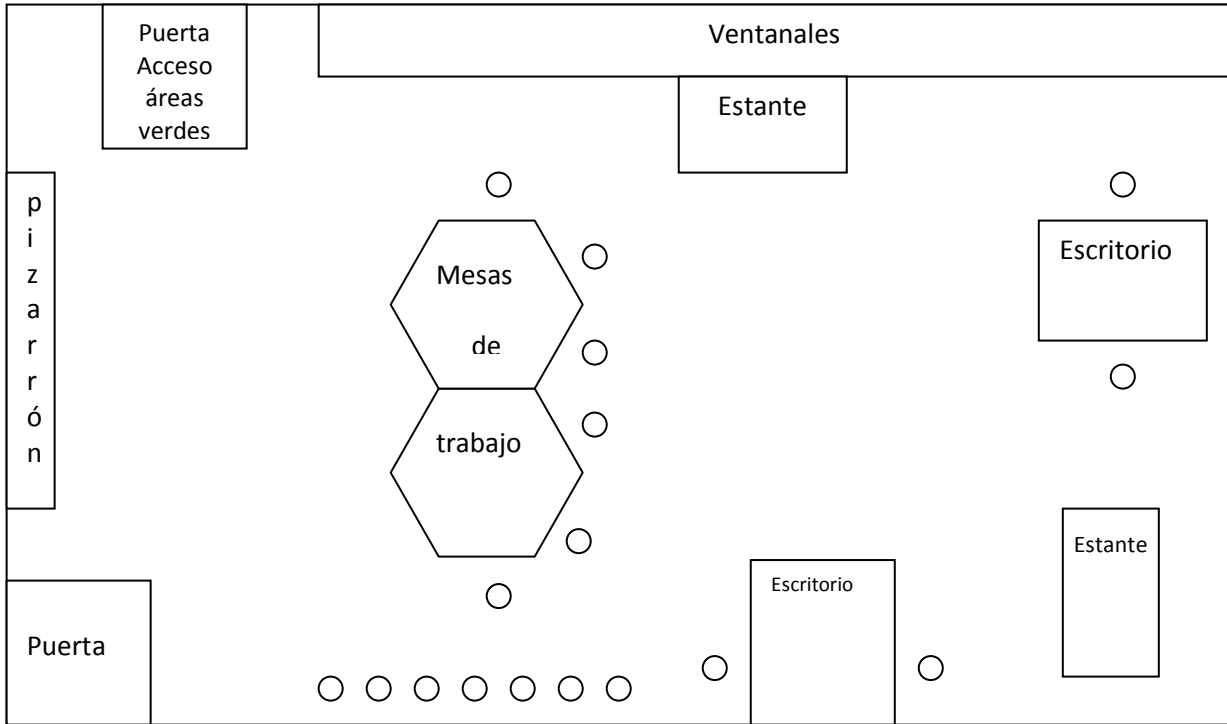 Puerta
Acceso
áreas
verdes
Ventanales
Estante
p
i
z
a
r
r
ó
n
Mesas
de
trabajo
Escritorio
Estante
Escritorio
Puerta